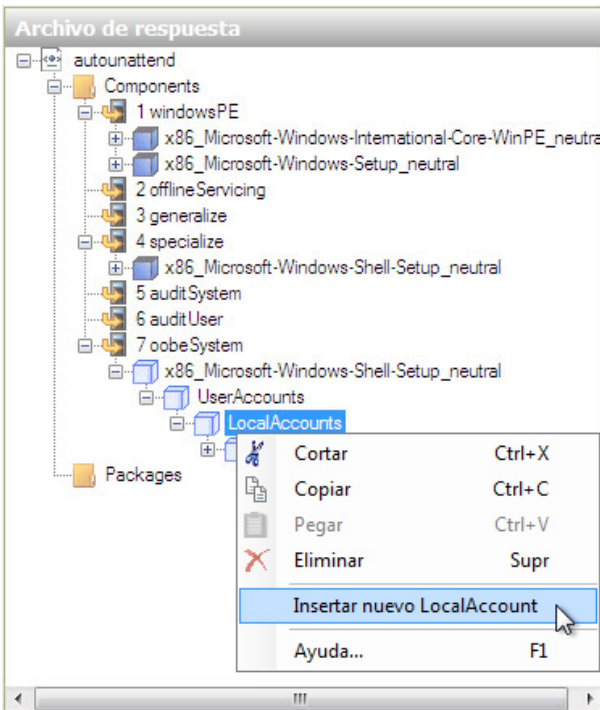 Archivo de respuesta
autounattend
Components
1 windowsPE
x86_Microsoft-Windows-International-Core-WinPE_neutra
x86_Microsoft-Windows-Setup_neutral
2 offlineServicing
3 generalize
4 specialize
x86_Microsoft-Windows-Shell-Setup_neutral
5 auditSystem
6 auditUser
7 oobeSystem
x86_Microsoft-Windows-Shell-Setup_neutral
UserAccounts
LocalAccounts
Packages
Cortar Ctrl+X
Copiar Ctrl+C
Pegar Ctrl+V
Eliminar Supr
Insertar nuevo LocalAccount
Ayuda... F1